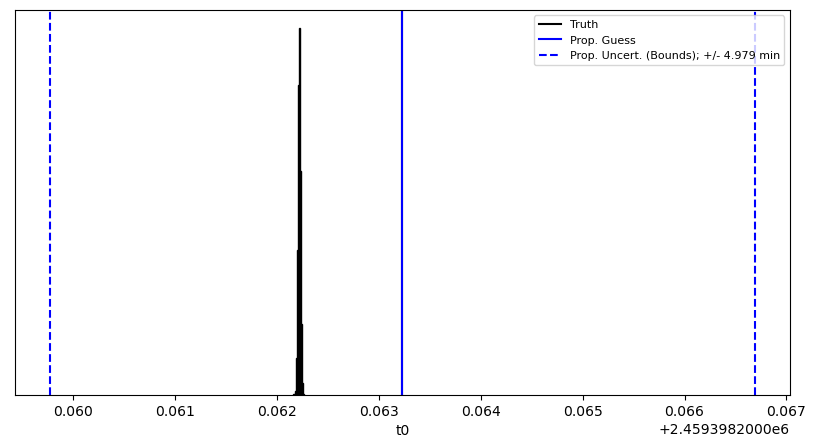 Truth
Prop. Guess
Prop. Uncert. (Bounds); +/- 4.979 min
0.060 0.061 0.062 0.063 0.064 0.065 0.066 0.067
t0
+2.4593982000e6